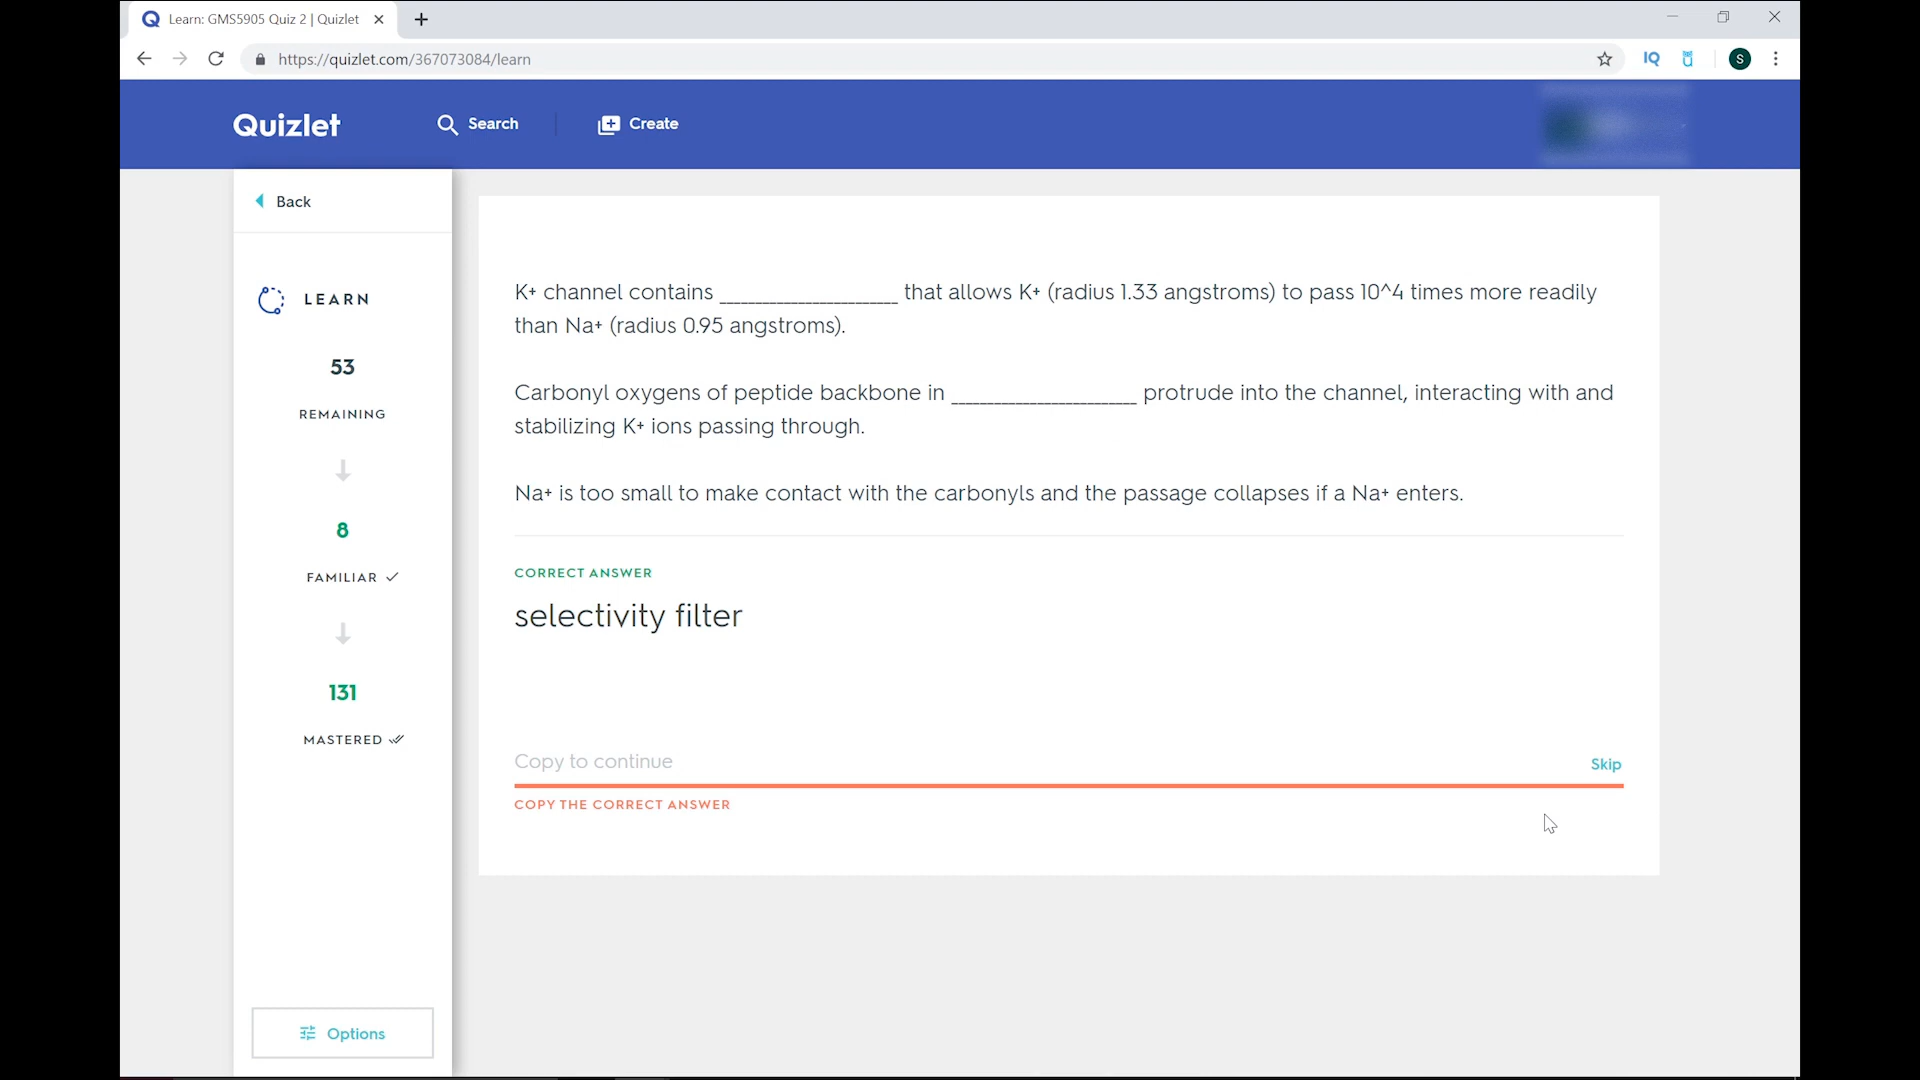 Learn: GMS5905 Quiz 2 | Quizlet
https://quizlet.com/367073084/learn
IQ
S
Quizlet
Search
Create
Back
LEARN
53
REMAINING
8
FAMILIAR
131
MASTERED
Options
K+ channel contains ________________________ that allows K+ (radius 1.33 angstroms) to pass 10^4 times more readily
than Na+ (radius 0.95 angstroms).
Carbonyl oxygens of peptide backbone in _________________________ protrude into the channel, interacting with and
stabilizing K+ ions passing through.
Na+ is too small to make contact with the carbonyls and the passage collapses if a Na+ enters.
CORRECT ANSWER
selectivity filter
Copy to continue
Skip
COPY THE CORRECT ANSWER